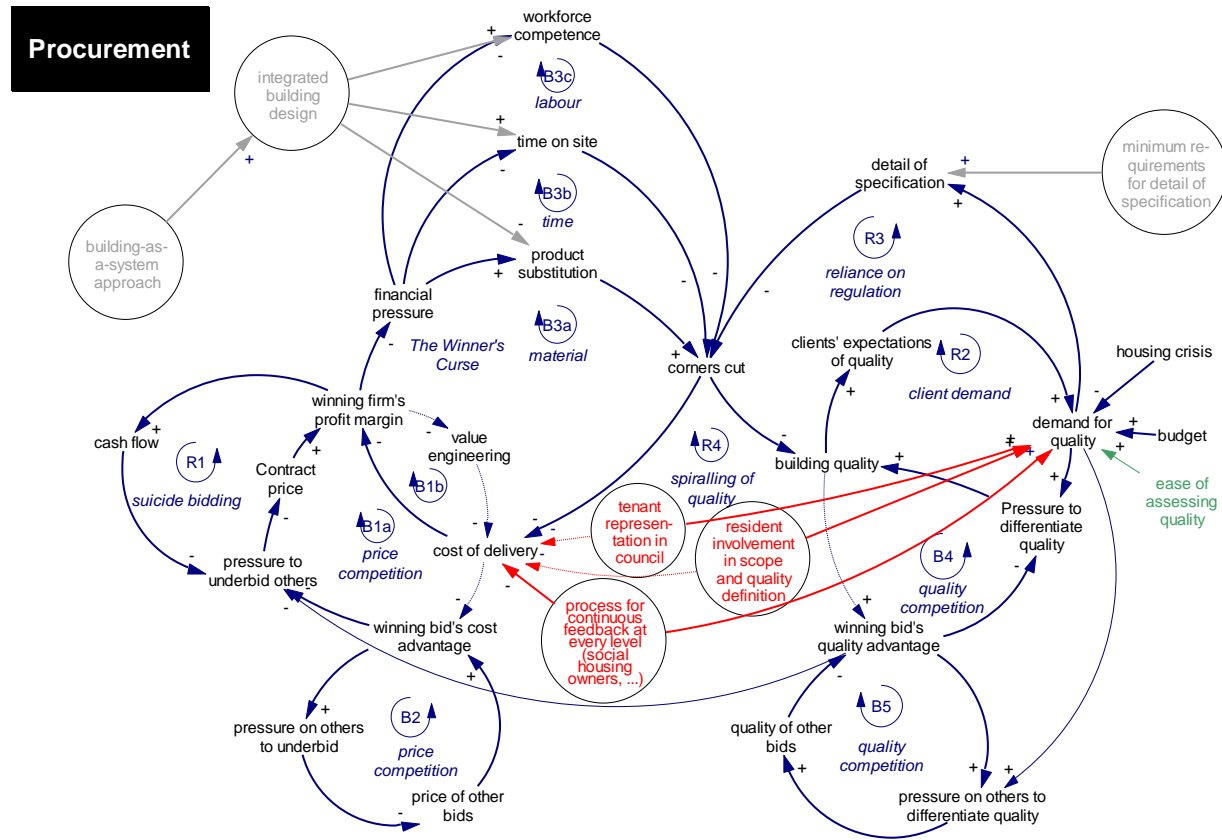 Procurement
workforce
competence
integrated
building
design
B3c
labour
time on site
B3b
time
building-as-
a-system
approach
product
substitution
financial
pressure
B3a
material
The Winner's
Curse
detail of
specification
minimum re-
quirements
for detail of
specification
R3
reliance on
regulation
clients' expectations
of quality
R2
client demand
housing crisis
corners cut
demand for
quality
budget
ease of
assessing
quality
winning firm's
profit margin
cash flow
R1
suicide bidding
Contract
price
value
engineering
B1b
B1a
price
competition
R4
spiralling of
quality
building quality
Pressure to
differentiate
quality
pressure to
underbid others
cost of delivery
tenant
represen-
tation in
council
resident
involvement
in scope
and quality
definition
process for
continuous
feedback at
every level
(social
housing
owners, ...)
B4
quality
competition
winning bid's cost
advantage
winning bid's
quality advantage
pressure on others
to underbid
B2
price
competition
price of other
bids
quality of other
bids
B5
quality
competition
pressure on others to
differentiate quality